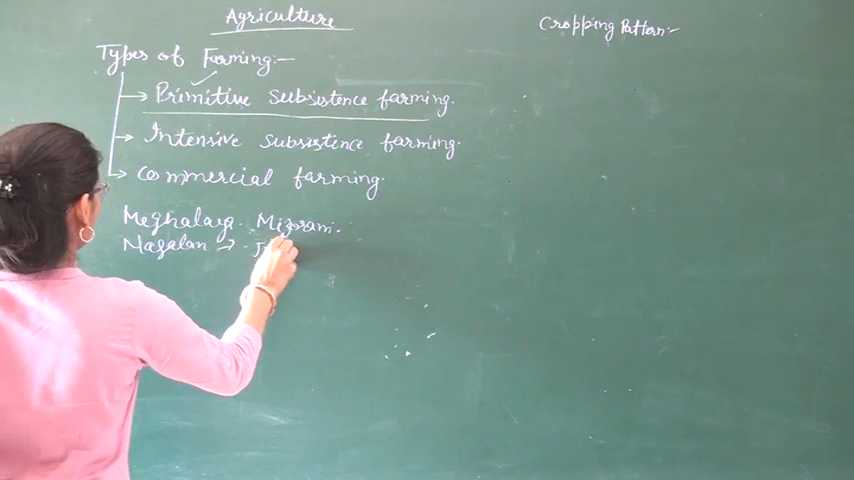 Agriculture
Cropping Pattern:-
Types of Farming:-
→ Primitive Subsistence farming.
→ Intensive Subsistence farming.
→ Commercial farming.
Meghalaya. Mizoram.
Nagalan → J